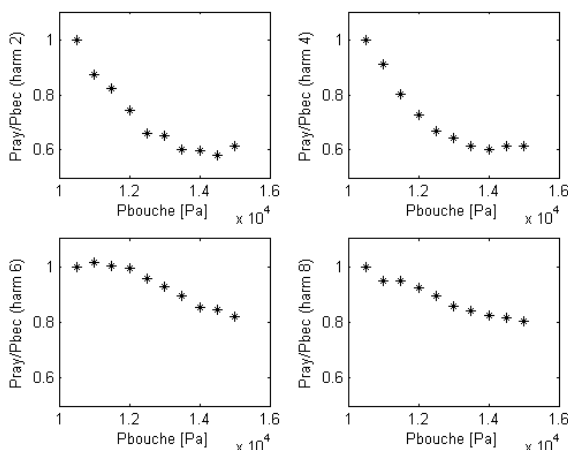 Pray/Pbec (harm 2)
1
0.8
0.6
1
1.2
1.4
1.6
Pbouche [Pa]
x 10^4
Pray/Pbec (harm 4)
1
0.8
0.6
1
1.2
1.4
1.6
Pbouche [Pa]
x 10^4
Pray/Pbec (harm 6)
1
0.8
0.6
1
1.2
1.4
1.6
Pbouche [Pa]
x 10^4
Pray/Pbec (harm 8)
1
0.8
0.6
1
1.2
1.4
1.6
Pbouche [Pa]
x 10^4